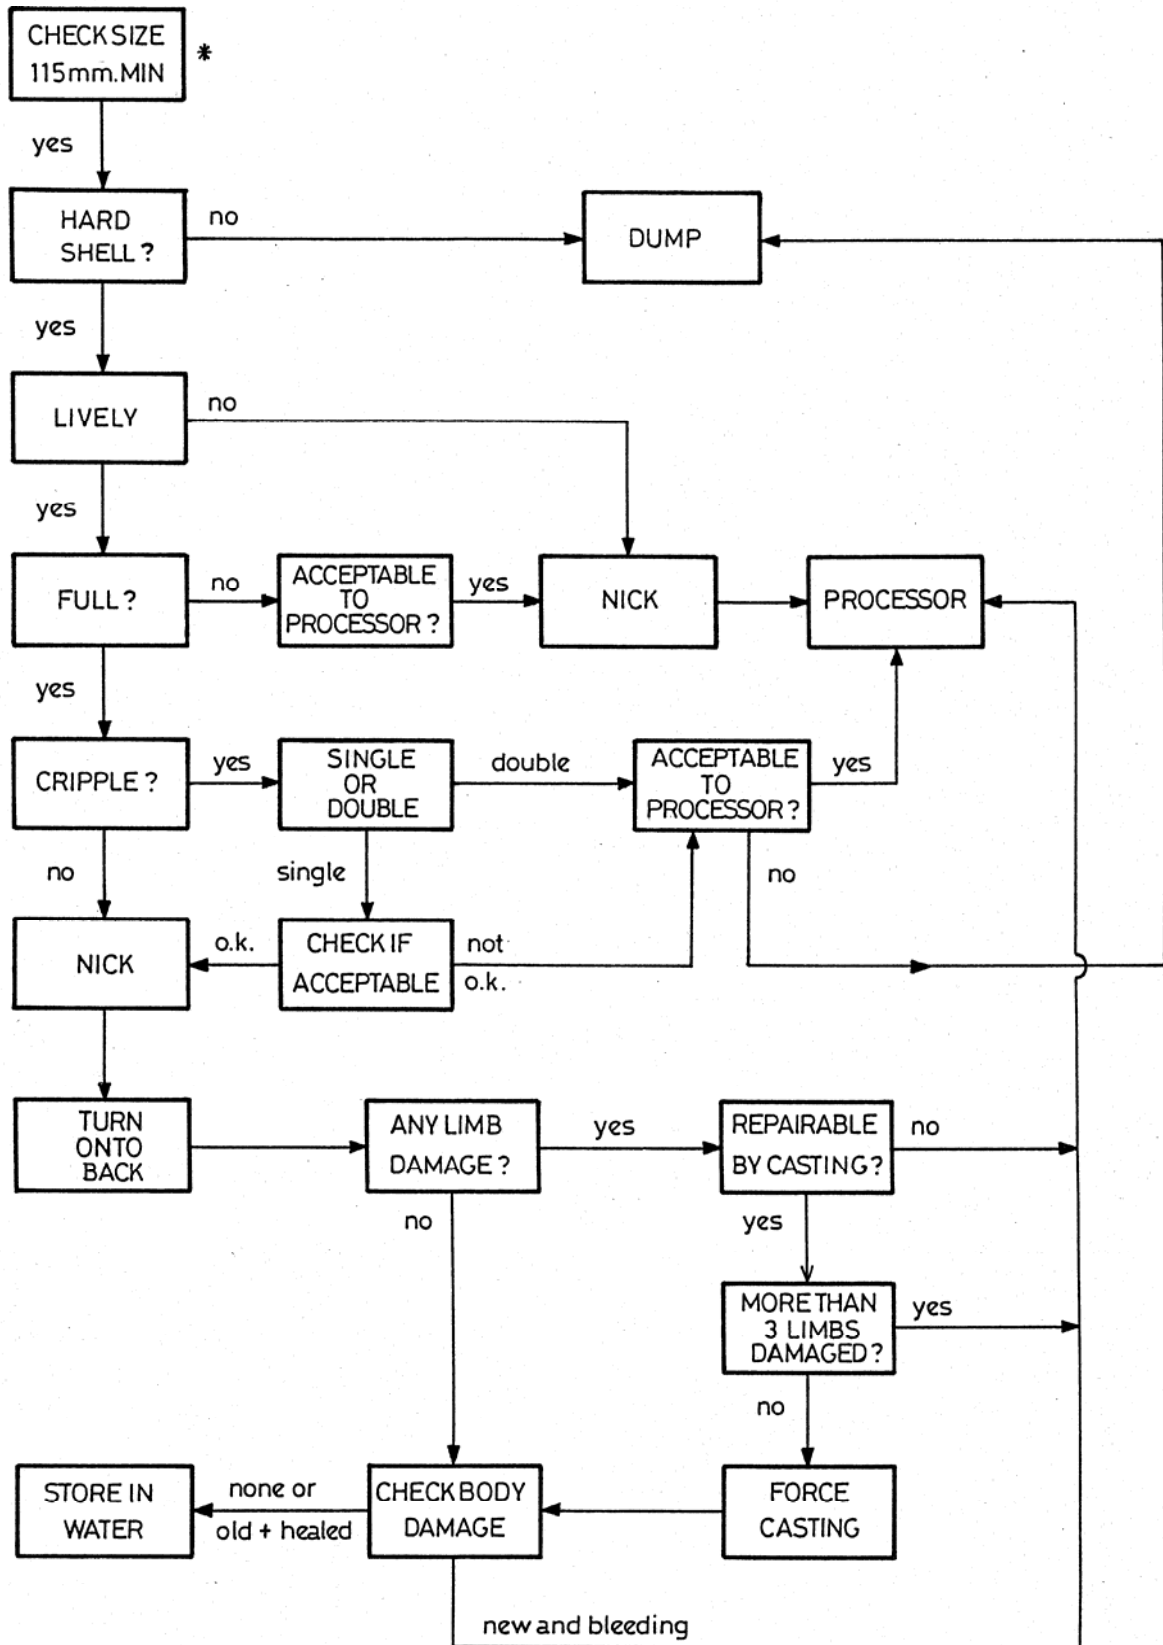 CHECK SIZE
115mm.MIN
*
yes
HARD
SHELL?
no
DUMP
yes
LIVELY
no
yes
FULL?
no
ACCEPTABLE
TO
PROCESSOR?
yes
NICK
PROCESSOR
yes
CRIPPLE?
yes
SINGLE
OR
DOUBLE
double
ACCEPTABLE
TO
PROCESSOR?
yes
no
single
no
NICK
o.k.
CHECK IF
ACCEPTABLE
not
o.k.
TURN
ONTO
BACK
ANY LIMB
DAMAGE?
yes
REPAIRABLE
BY CASTING?
no
no
yes
MORE THAN
3 LIMBS
DAMAGED?
yes
no
STORE IN
WATER
none or
old + healed
CHECK BODY
DAMAGE
FORCE
CASTING
new and bleeding